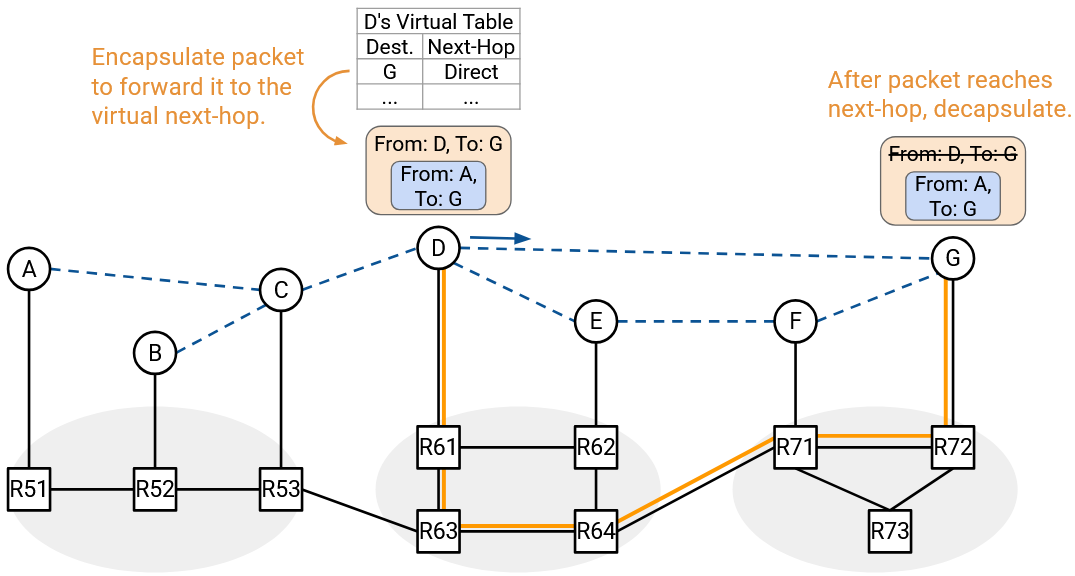 D's Virtual Table
Dest. Next-Hop
G Direct
... ...
Encapsulate packet
to forward it to the
virtual next-hop.
After packet reaches
next-hop, decapsulate.
From: D, To: G
From: A,
To: G
From: D, To: G
From: A,
To: G
A
B
C
D
E
F
G
R51
R52
R53
R61
R62
R63
R64
R71
R72
R73